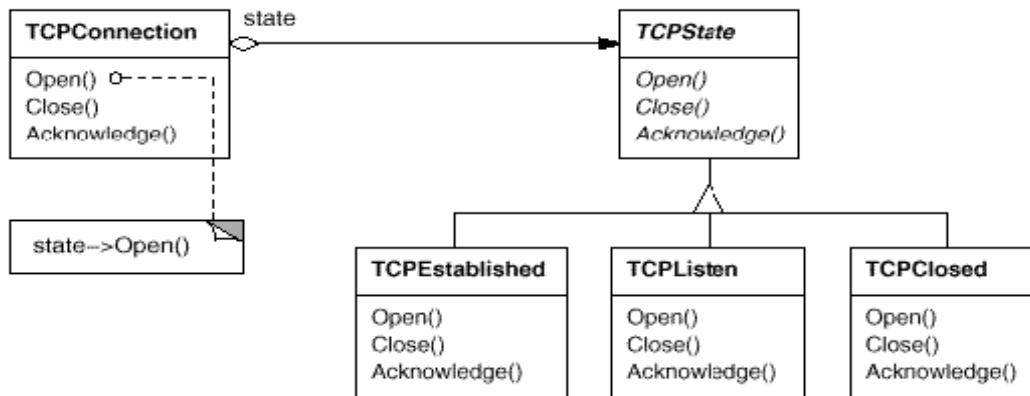 state
TCPConnection
Open()
Close()
Acknowledge()
TCPState
Open()
Close()
Acknowledge()
state->Open()
TCPEstablished
Open()
Close()
Acknowledge()
TCPListen
Open()
Close()
Acknowledge()
TCPClosed
Open()
Close()
Acknowledge()